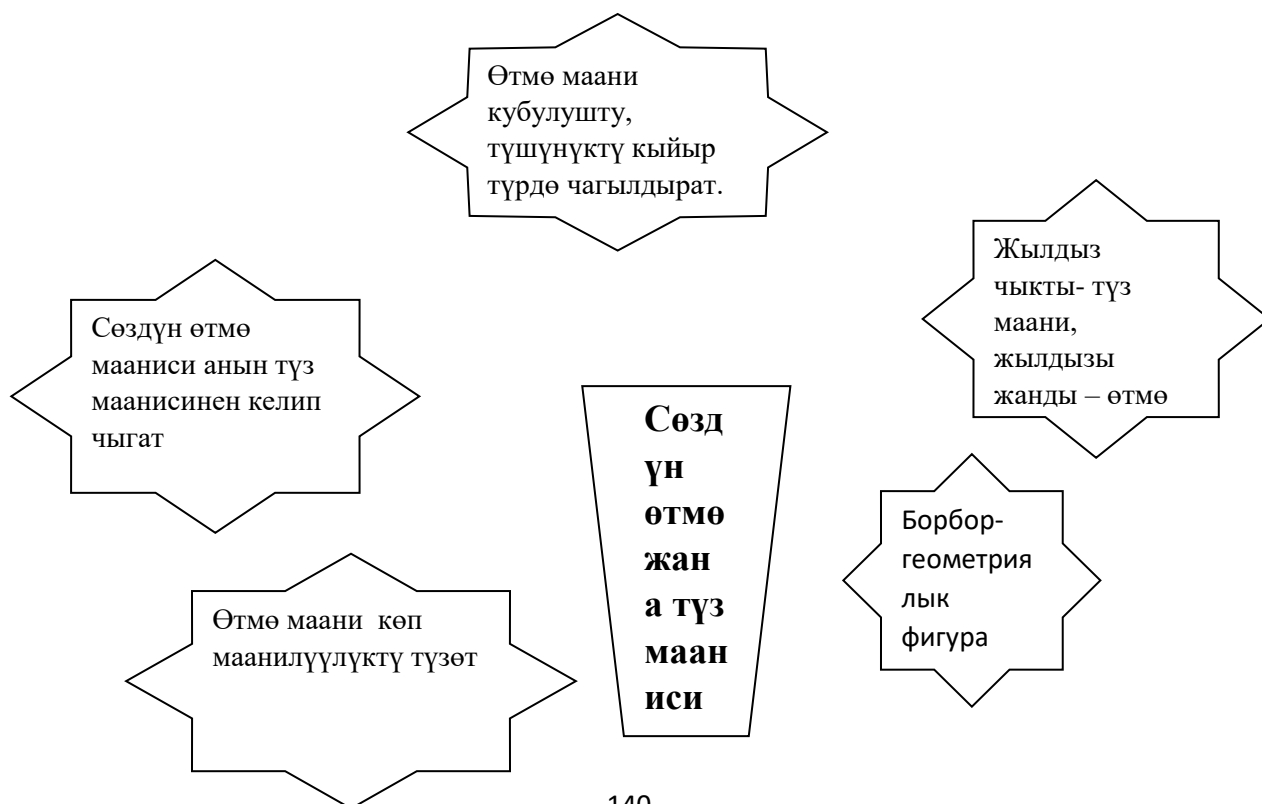 Өтмө маани
кубулушту,
түшүнүктү кыйыр
түрдө чагылдырат.
Жылдыз
чыкты- түз
маани,
жылдызы
жанды – өтмө
Сөздүн өтмө
мааниси анын түз
маанисинен келип
чыгат
Сөзд
үн
өтмө
жан
а түз
маан
иси
Борбор-
геометрия
лык
фигура
Өтмө маани көп
маанилүүлүктү түзөт